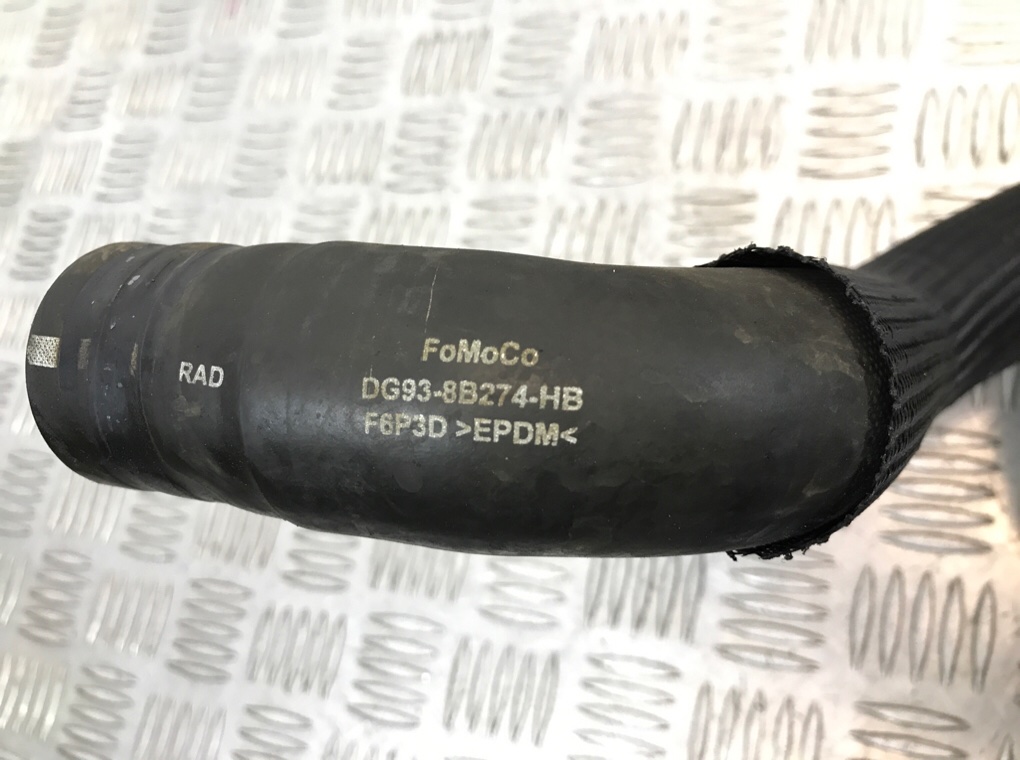 RAD
FoMoCo
DG93-8B274-HB
F6P3D >EPDM<